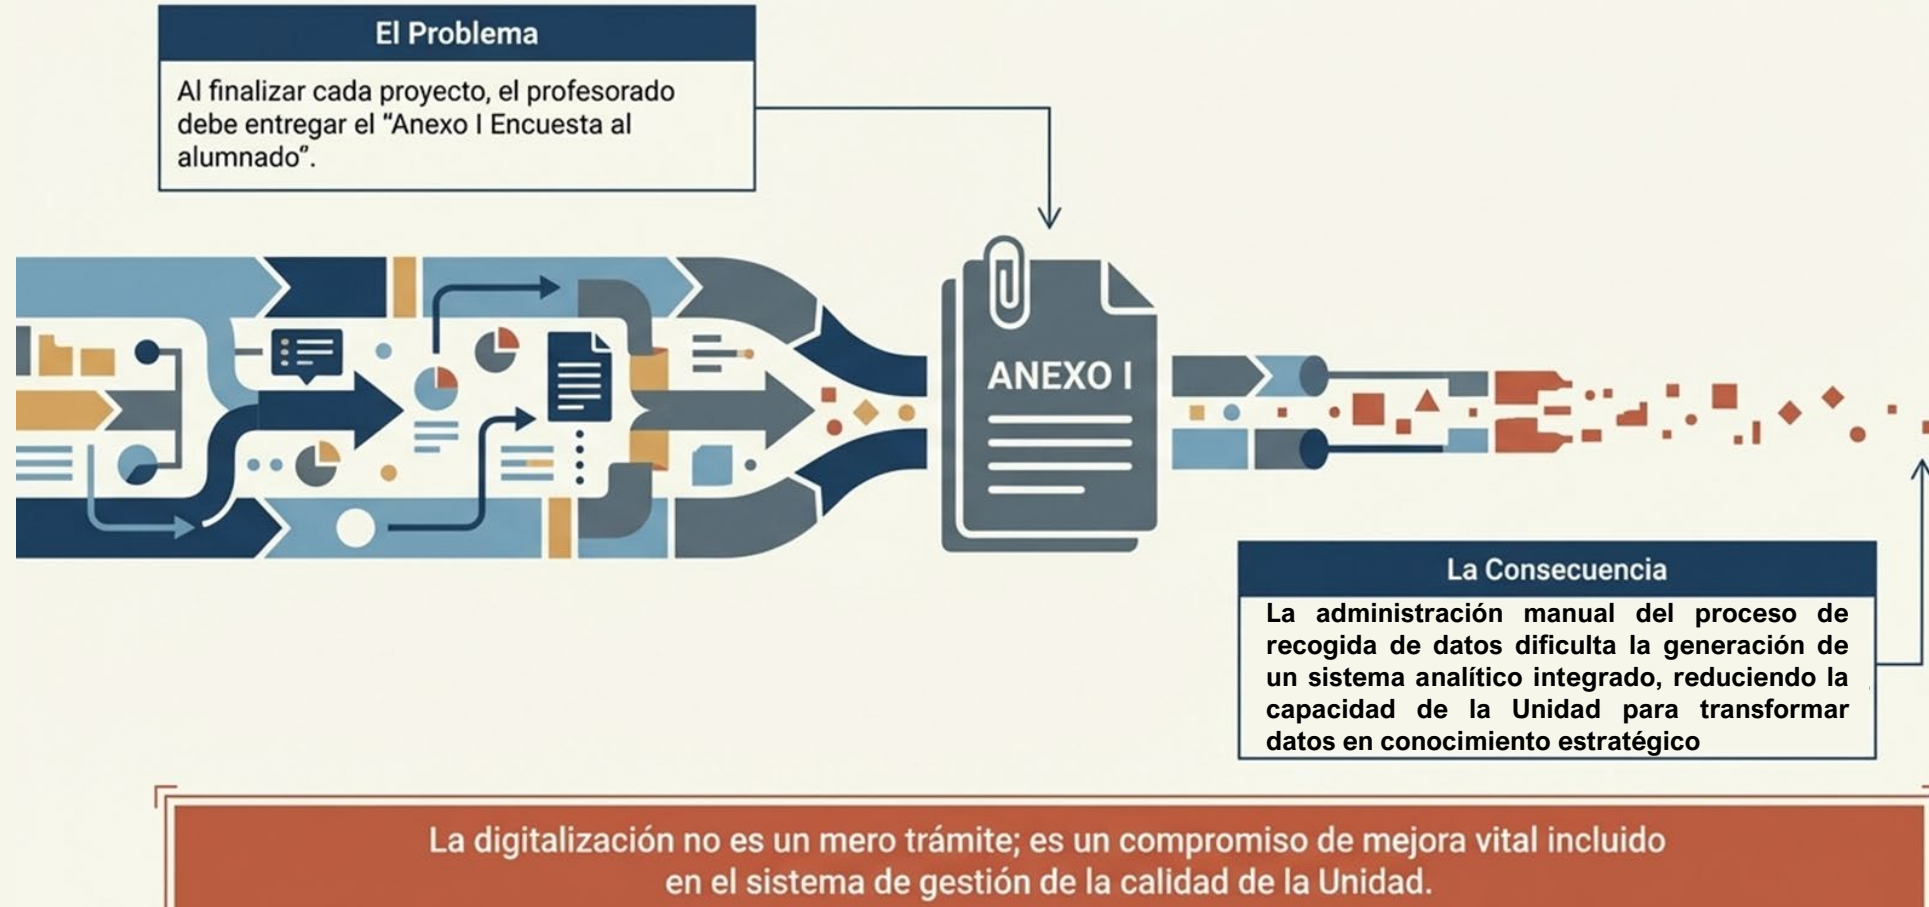 El Problema
Al finalizar cada proyecto, el profesorado
debe entregar el “Anexo I Encuesta al
alumnado”.
ANEXO I
La Consecuencia
La administración manual del proceso de
recogida de datos dificulta la generación de
un sistema analítico integrado, reduciendo la
capacidad de la Unidad para transformar
datos en conocimiento estratégico
La digitalización no es un mero trámite; es un compromiso de mejora vital incluido
en el sistema de gestión de la calidad de la Unidad.